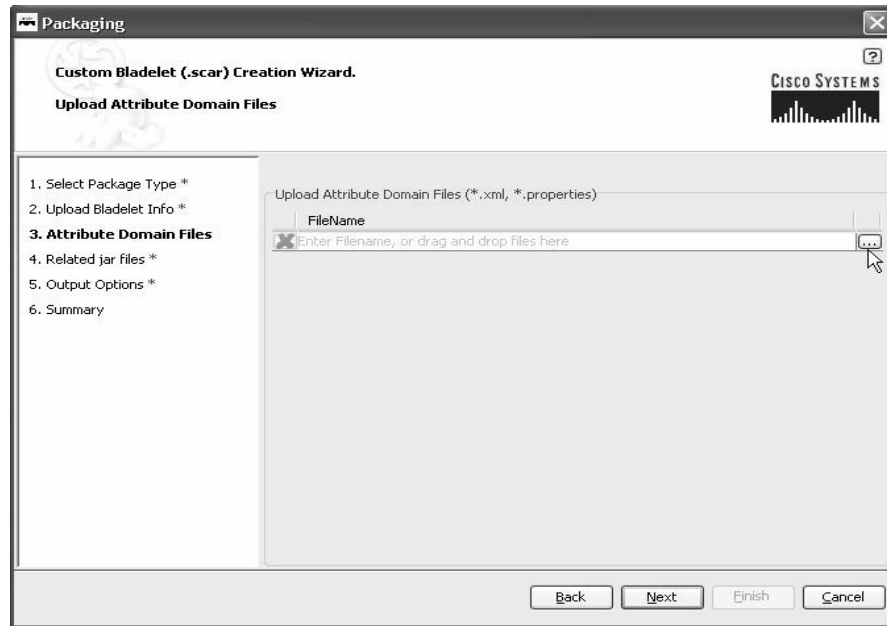 Packaging
Custom Bladelet (.scar) Creation Wizard.
Upload Attribute Domain Files
?
CISCO SYSTEMS
1. Select Package Type *
2. Upload Bladelet Info *
3. Attribute Domain Files
4. Related jar files *
5. Output Options *
6. Summary
Upload Attribute Domain Files (*.xml, *.properties)
FileName
Enter Filename, or drag and drop files here
...
Back
Next
Finish
Cancel